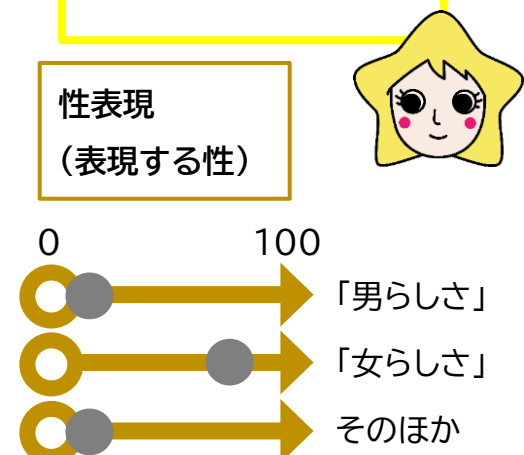 性表現
（表現する性）
0 100
「男らしさ」
「女らしさ」
そのほか